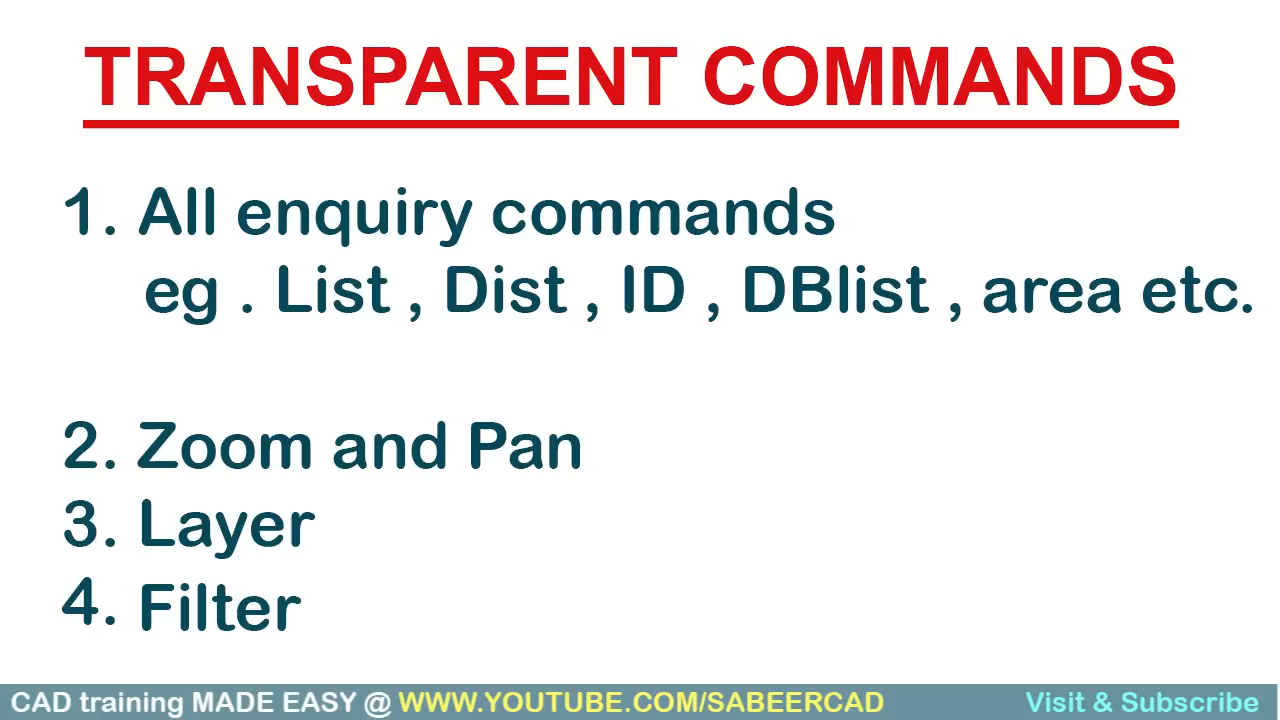 TRANSPARENT COMMANDS
1. All enquiry commands
eg . List , Dist , ID , DBlist , area etc.
2. Zoom and Pan
3. Layer
4. Filter
CAD training MADE EASY @ WWW.YOUTUBE.COM/SABEERCAD Visit & Subscribe